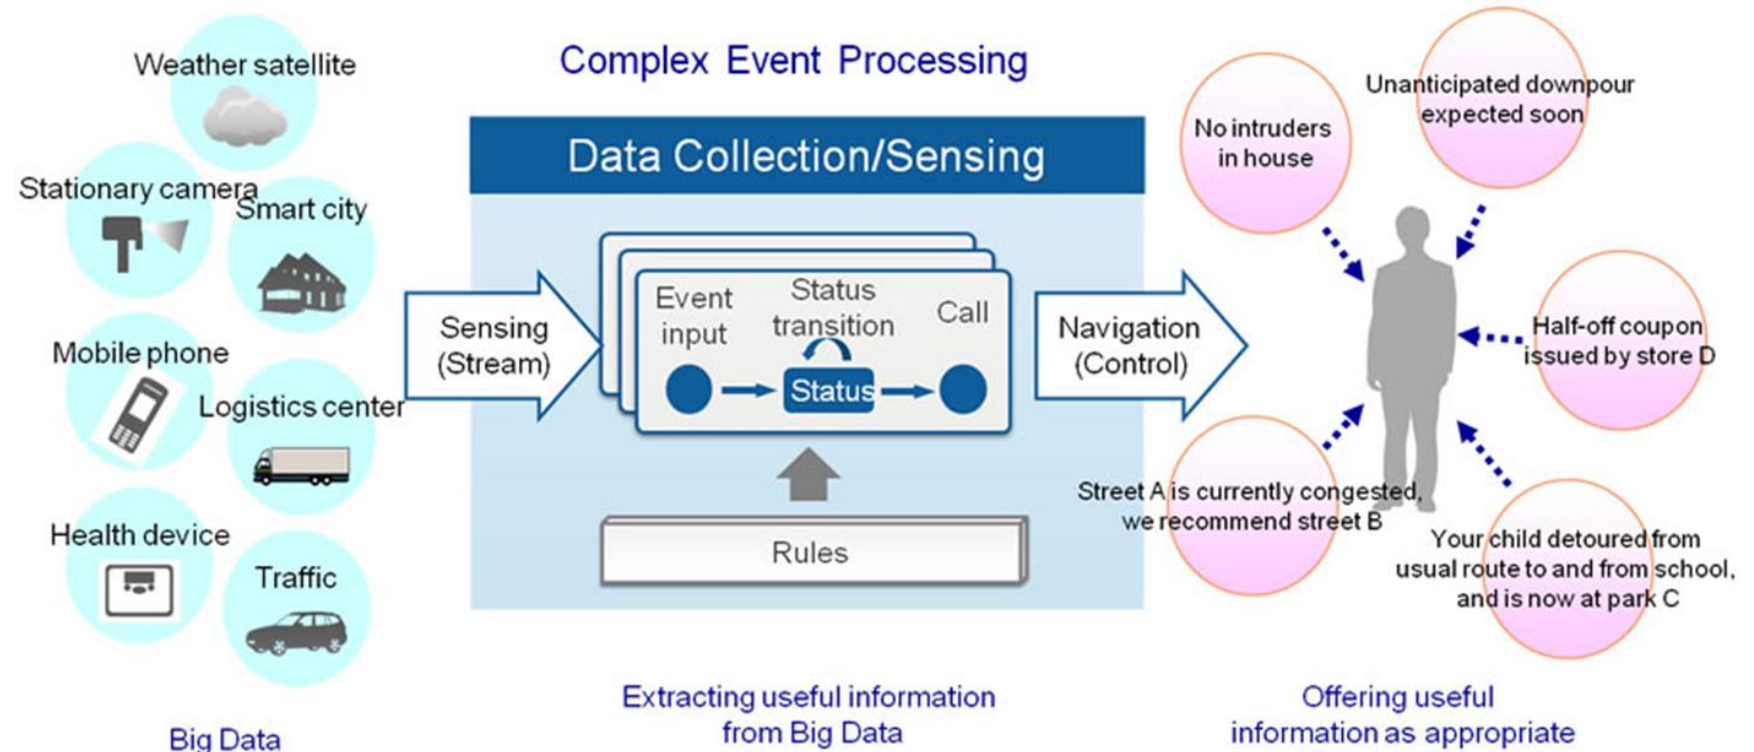 Weather satellite
Stationary camera
Smart city
Mobile phone
Logistics center
Health device
Traffic
Big Data
Complex Event Processing
Data Collection/Sensing
Sensing
(Stream)
Event
input
Status
transition
Call
Status
Rules
Navigation
(Control)
Extracting useful information
from Big Data
No intruders
in house
Unanticipated downpour
expected soon
Half-off coupon
issued by store D
Street A is currently congested,
we recommend street B
Your child detoured from
usual route to and from school,
and is now at park C
Offering useful
information as appropriate